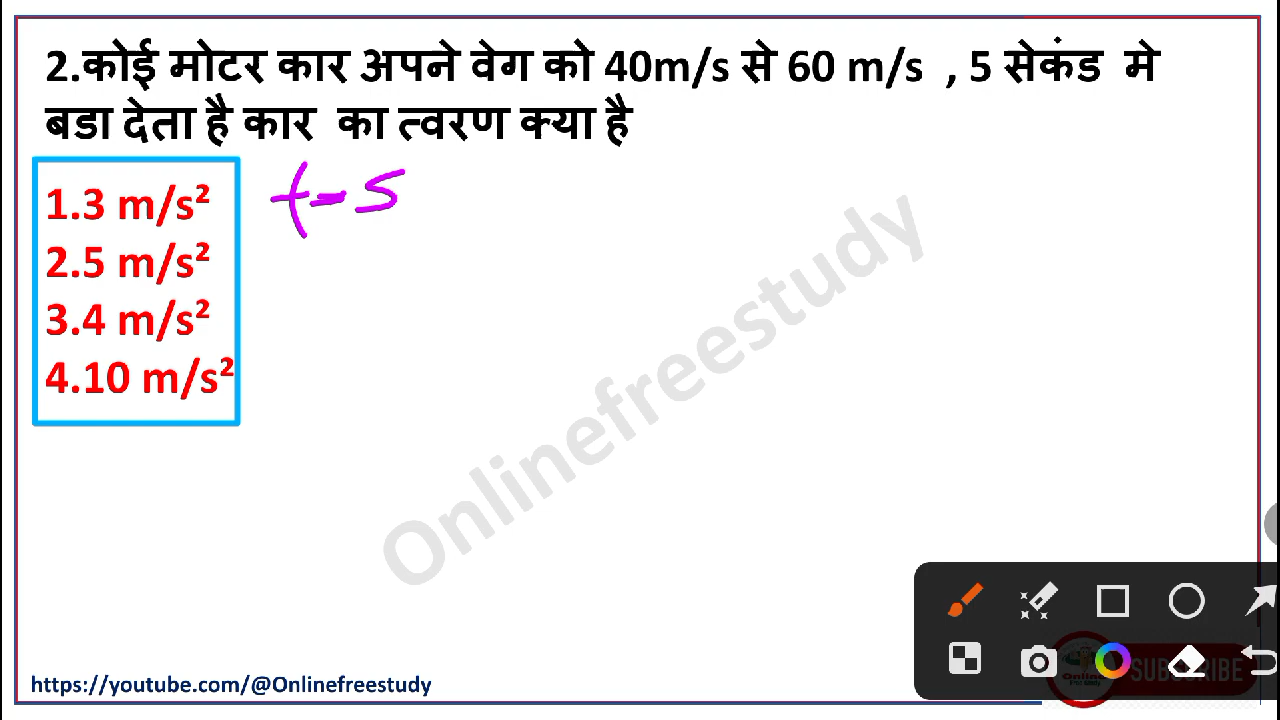 2.कोई मोटर कार अपने वेग को 40m/s से 60 m/s , 5 सेकंड मे
बडा देता है कार का त्वरण क्या है
1.3 m/s²
t=5
2.5 m/s²
3.4 m/s²
4.10 m/s²
Onlinefreestudy
SUBSCRIBE
https://youtube.com/@Onlinefreestudy